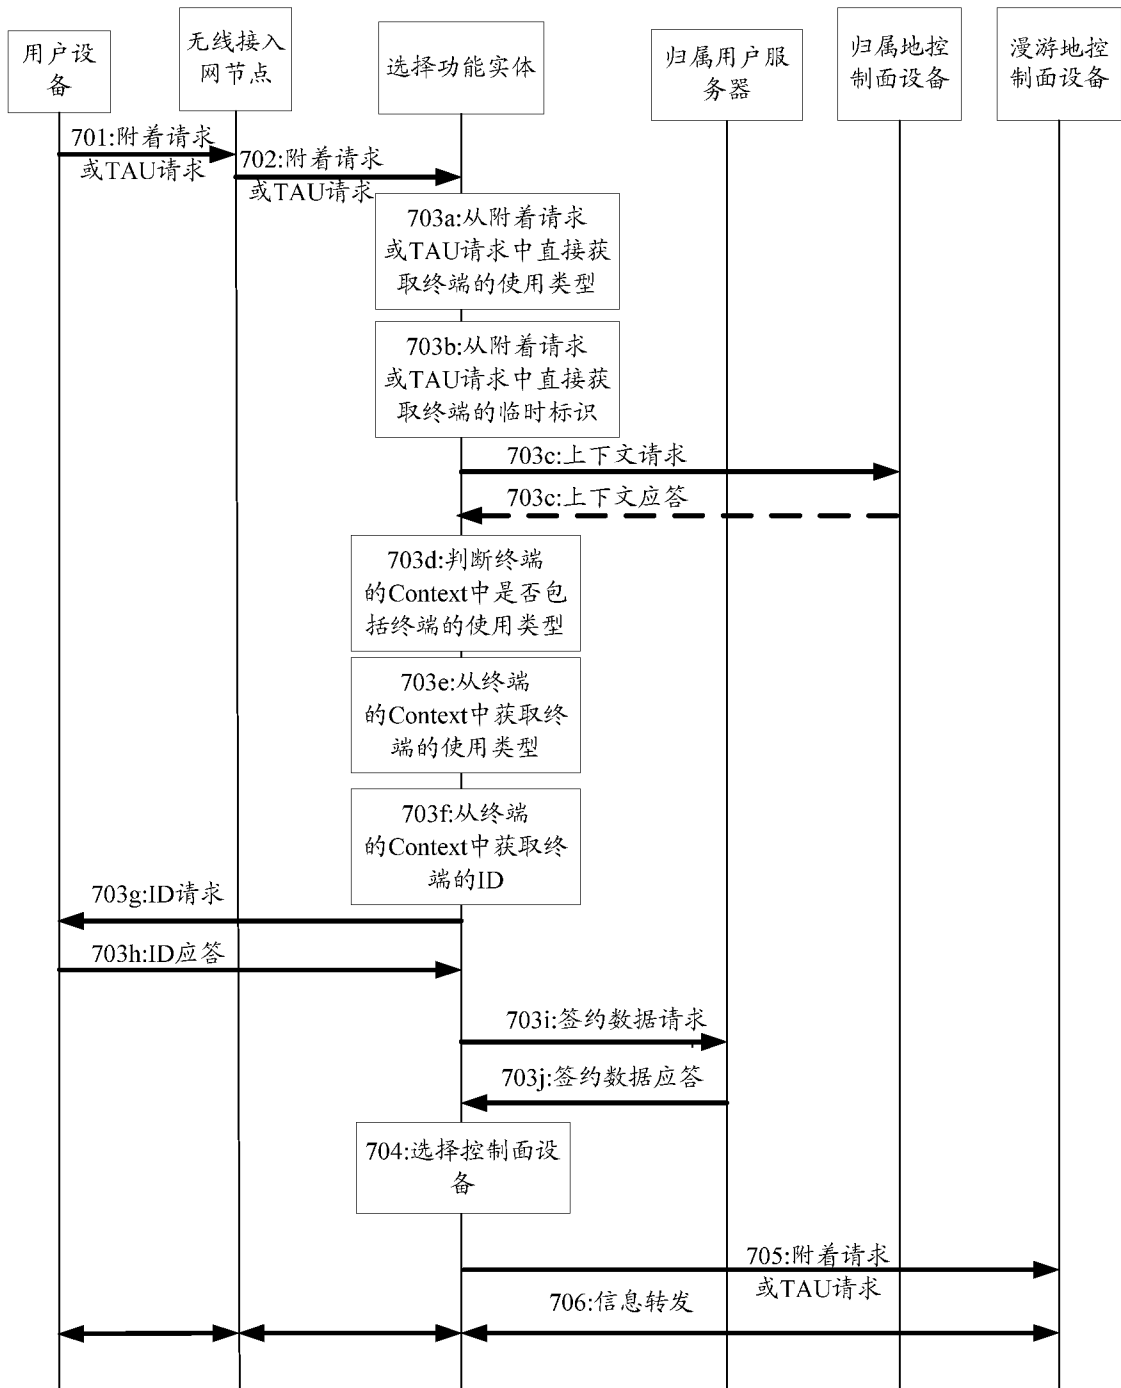 用户设
备
无线接入
网节点
选择功能实体
归属用户服
务器
归属地控
制面设备
漫游地控
制面设备
701:附着请求
或TAU请求
702:附着请求
或TAU请求
703a:从附着请求
或TAU请求中直接获
取终端的使用类型
703b:从附着请求
或TAU请求中直接获
取终端的临时标识
703c:上下文请求
703c:上下文应答
703d:判断终端
的Context中是否包
括终端的使用类型
703e:从终端
的Context中获取终
端的使用类型
703f:从终端
的Context中获取终
端的ID
703g:ID请求
703h:ID应答
703i:签约数据请求
703j:签约数据应答
704:选择控制面设
备
705:附着请求
或TAU请求
706:信息转发